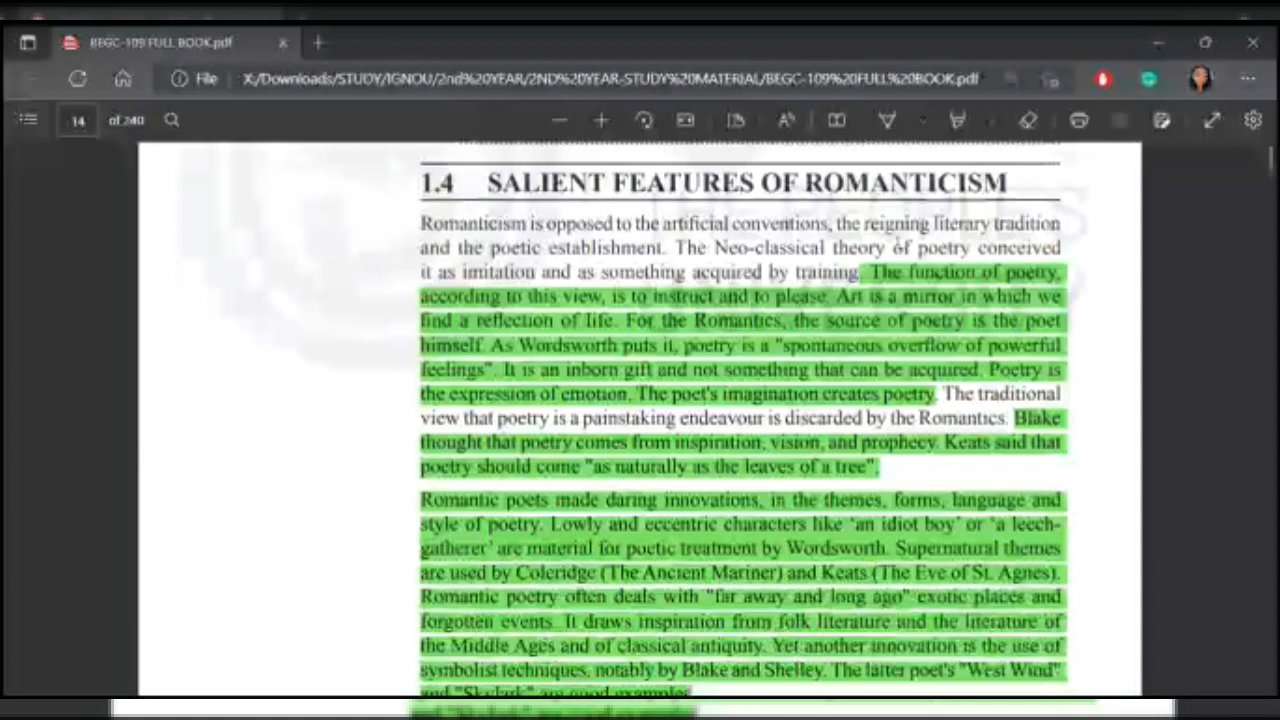 BEGC-109 FULL BOOK.pdf
File X:/Downloads/STUDY/IGNOU/2nd%20YEAR/2ND%20YEAR-STUDY%20MATERIAL/BEGC-109%20FULL%20BOOK.pdf
14 of 240
1.4 SALIENT FEATURES OF ROMANTICISM
Romanticism is opposed to the artificial conventions, the reigning literary tradition
and the poetic establishment. The Neo-classical theory of poetry conceived
it as imitation and as something acquired by training. The function of poetry,
according to this view, is to instruct and to please. Art is a mirror in which we
find a reflection of life. For the Romantics, the source of poetry is the poet
himself. As Wordsworth puts it, poetry is a "spontaneous overflow of powerful
feelings". It is an inborn gift and not something that can be acquired. Poetry is
the expression of emotion. The poet's imagination creates poetry. The traditional
view that poetry is a painstaking endeavour is discarded by the Romantics. Blake
thought that poetry comes from inspiration, vision, and prophecy. Keats said that
poetry should come "as naturally as the leaves of a tree".
Romantic poets made daring innovations, in the themes, forms, language and
style of poetry. Lowly and eccentric characters like 'an idiot boy' or 'a leech-
gatherer' are material for poetic treatment by Wordsworth. Supernatural themes
are used by Coleridge (The Ancient Mariner) and Keats (The Eve of St. Agnes).
Romantic poetry often deals with "far away and long ago" exotic places and
forgotten events. It draws inspiration from folk literature and the literature of
the Middle Ages and of classical antiquity. Yet another innovation is the use of
symbolist techniques, notably by Blake and Shelley. The latter poet's "West Wind"
and "Skylark" are good examples